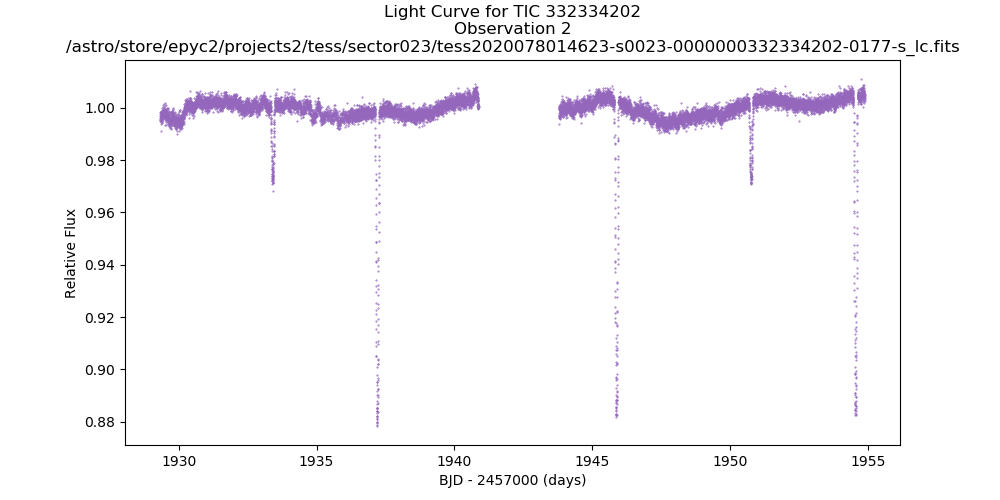 Light Curve for TIC 332334202
Observation 2
/astro/store/epyc2/projects2/tess/sector023/tess2020078014623-s0023-0000000332334202-0177-s_lc.fits
1.00
0.98
0.96
0.94
0.92
0.90
0.88
Relative Flux
1930 1935 1940 1945 1950 1955
BJD - 2457000 (days)